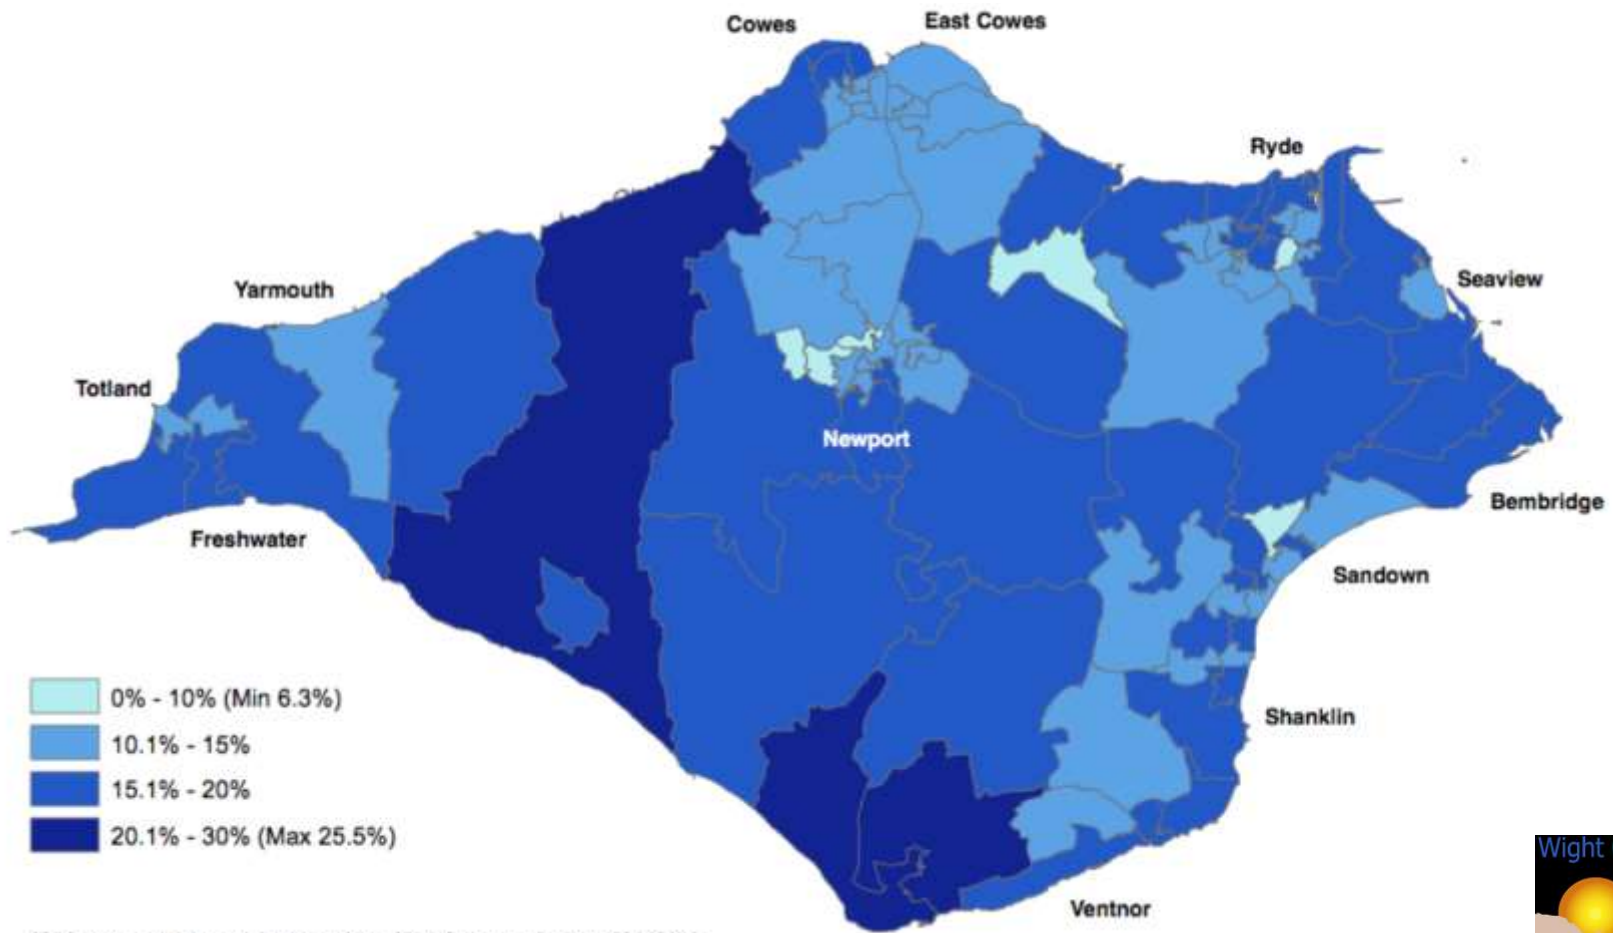 Cowes
East Cowes
Ryde
Seaview
Yarmouth
Totland
Newport
Bembridge
Freshwater
Sandown
Shanklin
Ventnor
0% - 10% (Min 6.3%)
10.1% - 15%
15.1% - 20%
20.1% - 30% (Max 25.5%)
Wight